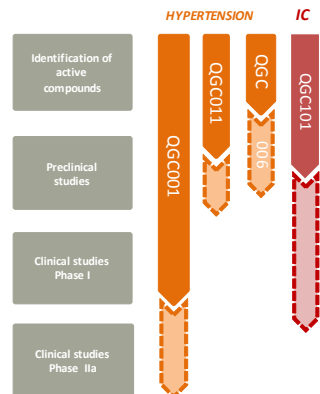 HYPERTENSION
IC
Identification of
active
compounds
QGC001
QGC011
QGC
006
QGC101
Preclinical
studies
Clinical studies
Phase I
Clinical studies
Phase IIa